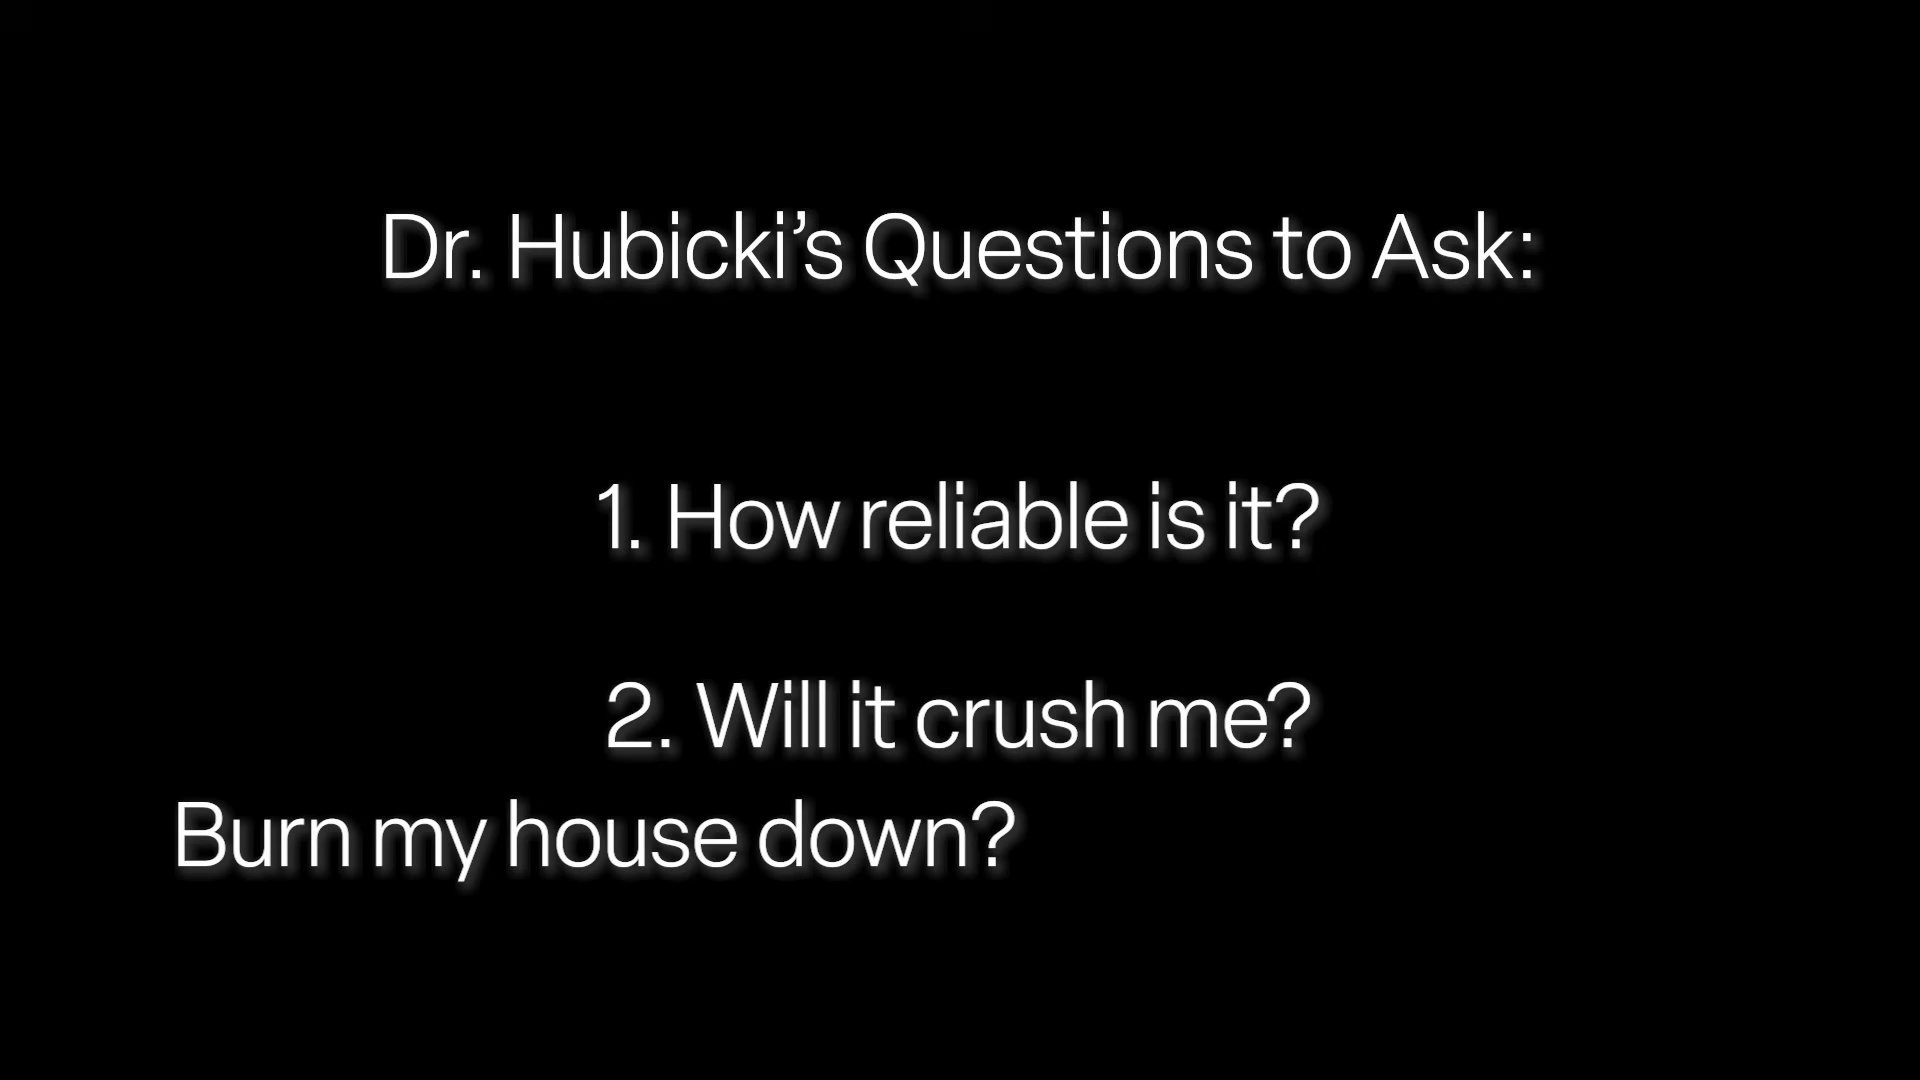 Dr. Hubicki’s Questions to Ask:
1. How reliable is it?
2. Will it crush me?
Burn my house down?